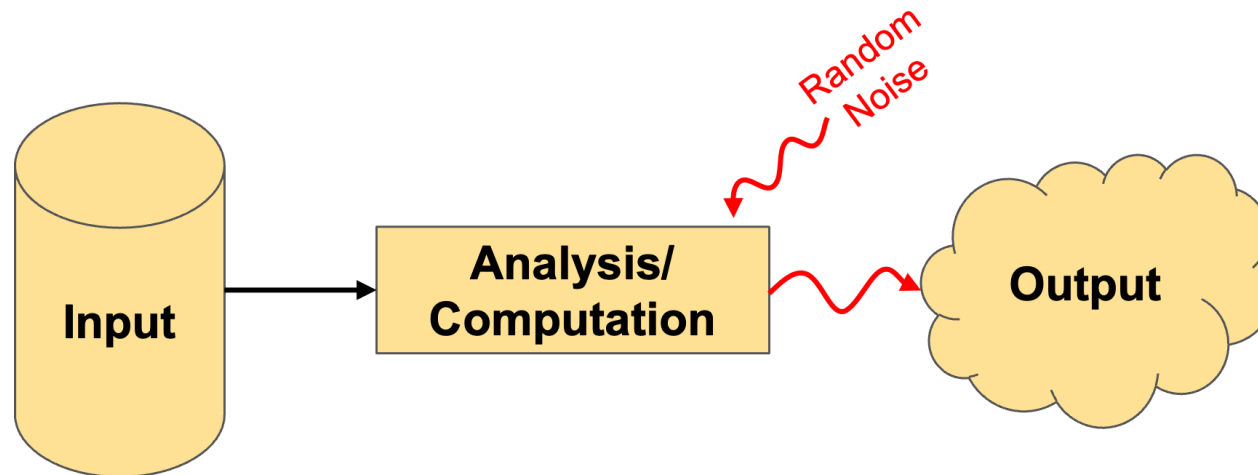 Random
Noise
Input
Analysis/
Computation
Output